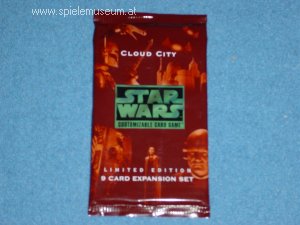 www.spielemuseum.at
CLOUD CITY
STAR
WARS
CUSTOMIZABLE CARD GAME
LIMITED EDITION
9 CARD EXPANSION SET